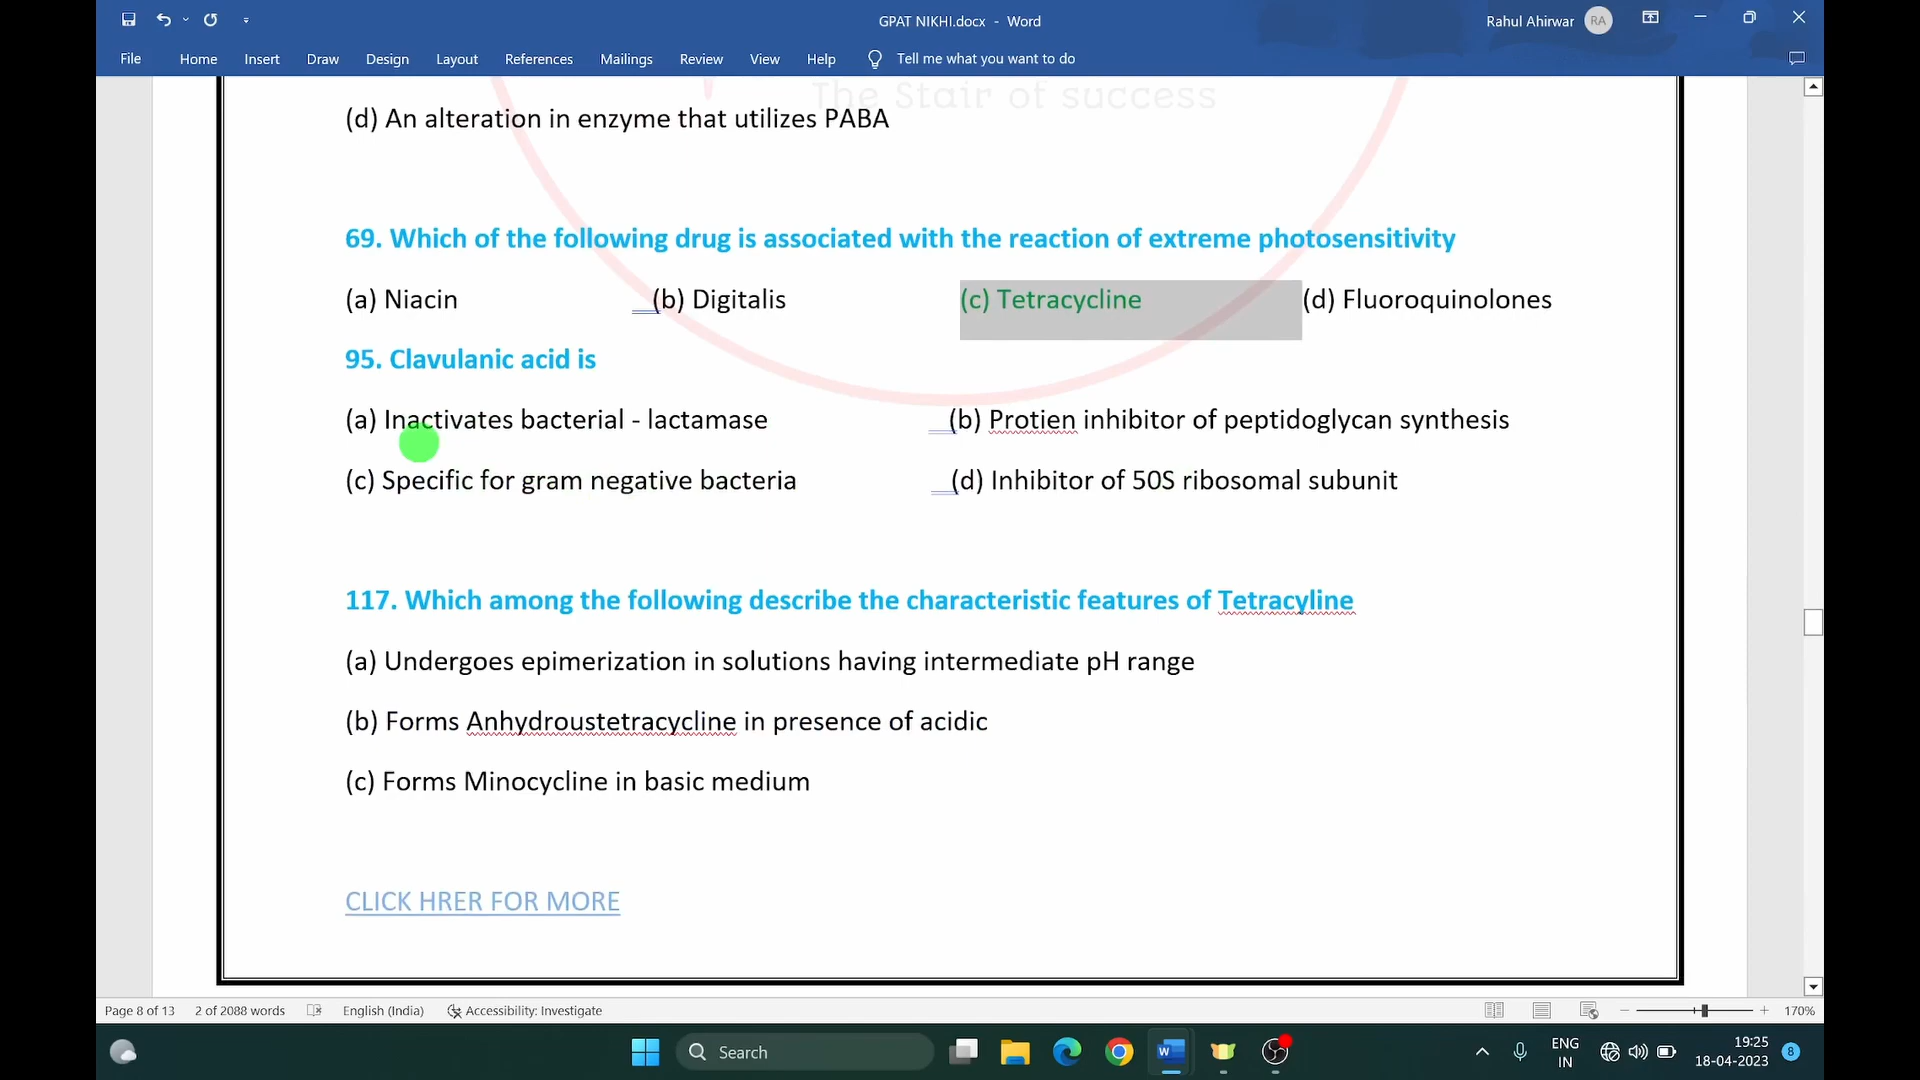 GPAT NIKHI.docx - Word
Rahul Ahirwar RA
File Home Insert Draw Design Layout References Mailings Review View Help Tell me what you want to do
The Stair of success
(d) An alteration in enzyme that utilizes PABA
69. Which of the following drug is associated with the reaction of extreme photosensitivity
(a) Niacin (b) Digitalis (c) Tetracycline (d) Fluoroquinolones
95. Clavulanic acid is
(a) Inactivates bacterial - lactamase (b) Protien inhibitor of peptidoglycan synthesis
(c) Specific for gram negative bacteria (d) Inhibitor of 50S ribosomal subunit
117. Which among the following describe the characteristic features of Tetracyline
(a) Undergoes epimerization in solutions having intermediate pH range
(b) Forms Anhydroustetracycline in presence of acidic
(c) Forms Minocycline in basic medium
CLICK HRER FOR MORE
Page 8 of 13 2 of 2088 words English (India) Accessibility: Investigate 170%
Search
ENG
IN
19:25
18-04-2023
8